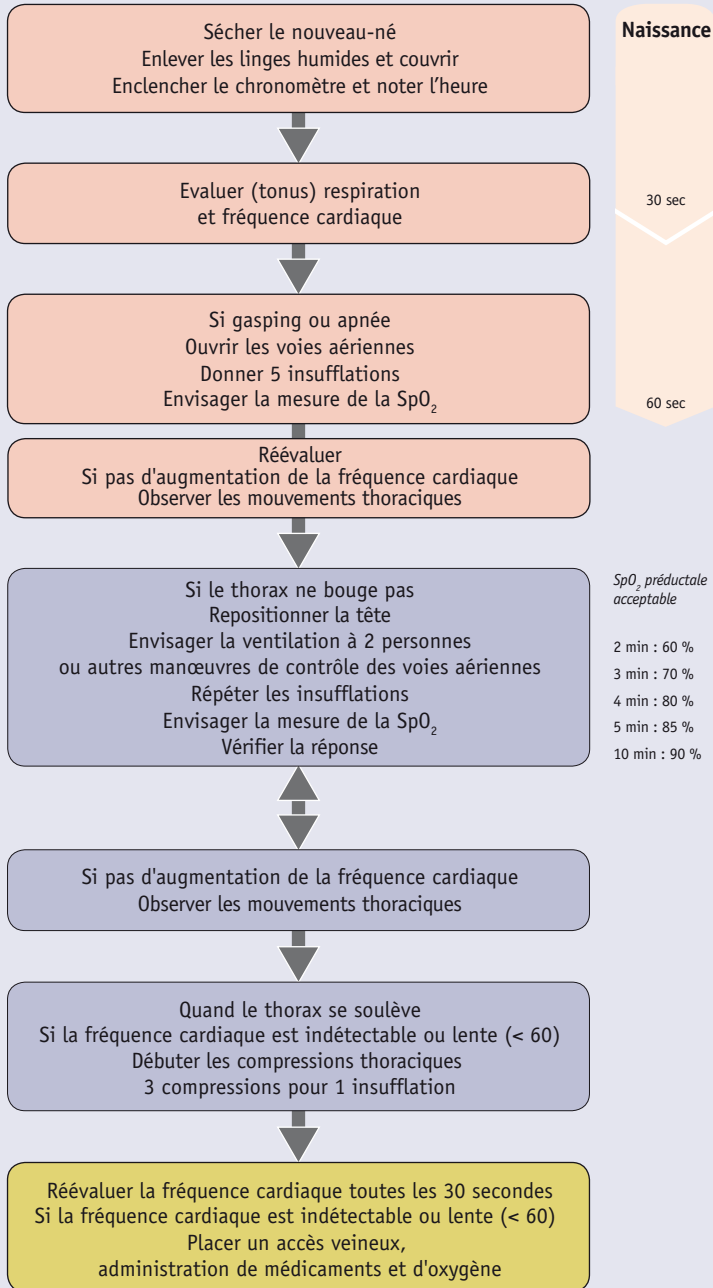 Sécher le nouveau-né
Enlever les linges humides et couvrir
Enclencher le chronomètre et noter l’heure
Naissance
Evaluer (tonus) respiration
et fréquence cardiaque
30 sec
Si gasping ou apnée
Ouvrir les voies aériennes
Donner 5 insufflations
Envisager la mesure de la SpO₂
60 sec
Réévaluer
Si pas d'augmentation de la fréquence cardiaque
Observer les mouvements thoraciques
Si le thorax ne bouge pas
Repositionner la tête
Envisager la ventilation à 2 personnes
ou autres manœuvres de contrôle des voies aériennes
Répéter les insufflations
Envisager la mesure de la SpO₂
Vérifier la réponse
SpO₂ préductale
acceptable
2 min : 60 %
3 min : 70 %
4 min : 80 %
5 min : 85 %
10 min : 90 %
Si pas d'augmentation de la fréquence cardiaque
Observer les mouvements thoraciques
Quand le thorax se soulève
Si la fréquence cardiaque est indétectable ou lente (< 60)
Débuter les compressions thoraciques
3 compressions pour 1 insufflation
Réévaluer la fréquence cardiaque toutes les 30 secondes
Si la fréquence cardiaque est indétectable ou lente (< 60)
Placer un accès veineux,
administration de médicaments et d'oxygène